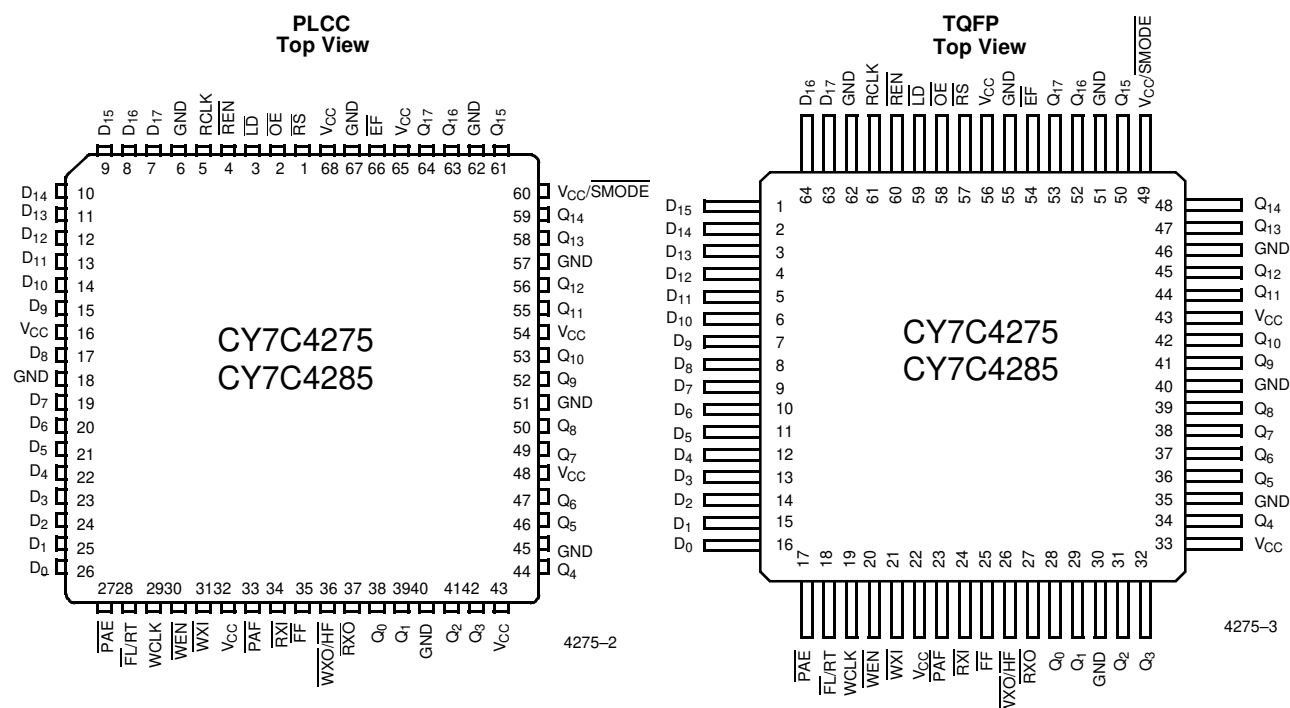 PLCC
Top View
D15 D16 D17 GND RCLK REN LD OE RS VCC GND EF VCC Q17 Q16 GND Q15
9 8 7 6 5 4 3 2 1 68 67 66 65 64 63 62 61
D14 10
D13 11
D12 12
D11 13
D10 14
D9 15
VCC 16
D8 17
GND 18
D7 19
D6 20
D5 21
D4 22
D3 23
D2 24
D1 25
D0 26
CY7C4275
CY7C4285
60 VCC/SMODE
59 Q14
58 Q13
57 GND
56 Q12
55 Q11
54 VCC
53 Q10
52 Q9
51 GND
50 Q8
49 Q7
48 VCC
47 Q6
46 Q5
45 GND
44 Q4
27 28 29 30 31 32 33 34 35 36 37 38 39 40 41 42 43
PAE FL/RT WCLK WEN WXI VCC PAF RXI FF WXO/HF RXO Q0 Q1 GND Q2 Q3 VCC
4275–2
TQFP
Top View
D16 D17 GND RCLK REN LD OE RS VCC GND EF Q17 Q16 GND Q15 VCC/SMODE
64 63 62 61 60 59 58 57 56 55 54 53 52 51 50 49
D15 1
D14 2
D13 3
D12 4
D11 5
D10 6
D9 7
D8 8
D7 9
D6 10
D5 11
D4 12
D3 13
D2 14
D1 15
D0 16
CY7C4275
CY7C4285
48 Q14
47 Q13
46 GND
45 Q12
44 Q11
43 VCC
42 Q10
41 Q9
40 GND
39 Q8
38 Q7
37 Q6
36 Q5
35 GND
34 Q4
33 VCC
17 18 19 20 21 22 23 24 25 26 27 28 29 30 31 32
PAE FL/RT WCLK WEN WXI VCC PAF RXI FF WXO/HF RXO Q0 Q1 GND Q2 Q3
4275–3